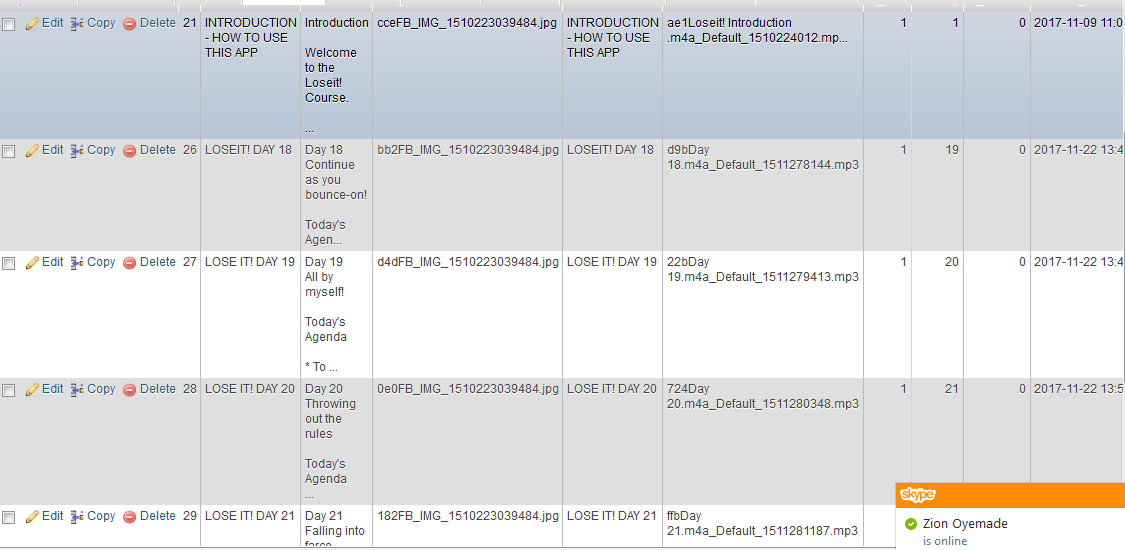 Edit Copy Delete 21 INTRODUCTION Introduction cceFB_IMG_1510223039484.jpg INTRODUCTION ae1Loseit! Introduction 1 1 0 2017-11-09 11:0
- HOW TO USE - HOW TO USE .m4a_Default_1510224012.mp...
THIS APP Welcome THIS APP
to the
Loseit!
Course.
...
Edit Copy Delete 26 LOSEIT! DAY 18 Day 18 bb2FB_IMG_1510223039484.jpg LOSEIT! DAY 18 d9bDay 1 19 0 2017-11-22 13:4
Continue 18.m4a_Default_1511278144.mp3
as you
bounce-on!
Today's
Agen...
Edit Copy Delete 27 LOSE IT! DAY 19 Day 19 d4dFB_IMG_1510223039484.jpg LOSE IT! DAY 19 22bDay 1 20 0 2017-11-22 13:4
All by 19.m4a_Default_1511279413.mp3
myself!
Today's
Agenda
* To ...
Edit Copy Delete 28 LOSE IT! DAY 20 Day 20 0e0FB_IMG_1510223039484.jpg LOSE IT! DAY 20 724Day 1 21 0 2017-11-22 13:5
Throwing 20.m4a_Default_1511280348.mp3
out the
rules
Today's
Agenda
...
Edit Copy Delete 29 LOSE IT! DAY 21 Day 21 182FB_IMG_1510223039484.jpg LOSE IT! DAY 21 ffbDay
Falling into 21.m4a_Default_1511281187.mp3
skype
Zion Oyemade
is online